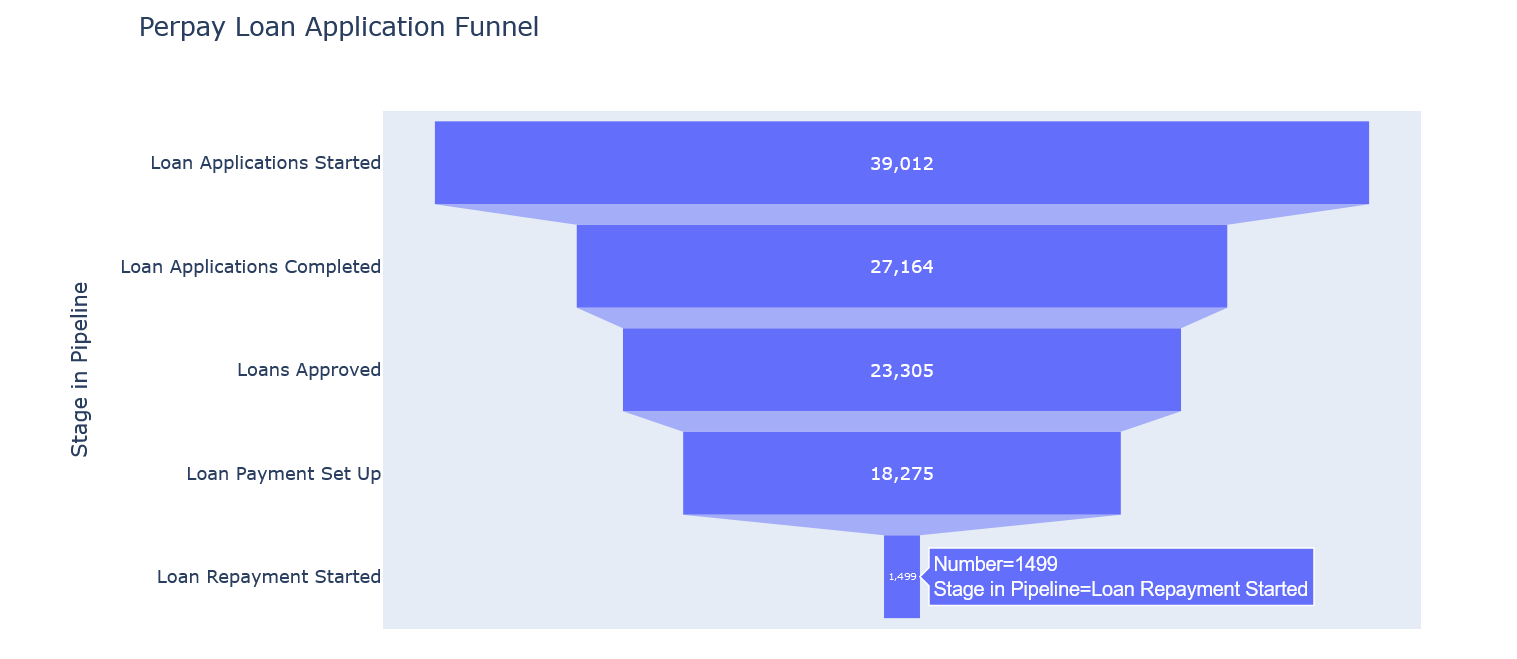 Perpay Loan Application Funnel
Stage in Pipeline
Loan Applications Started
39,012
Loan Applications Completed
27,164
Loans Approved
23,305
Loan Payment Set Up
18,275
Loan Repayment Started
1,499
Number=1499
Stage in Pipeline=Loan Repayment Started